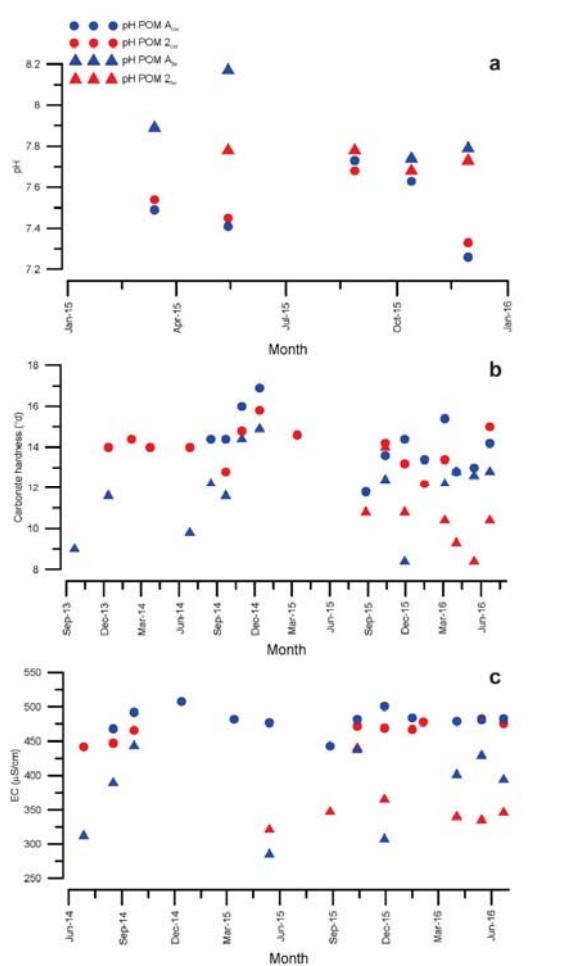 pH POM Acw
pH POM 2cw
pH POM A
pH POM 2
a
8.2
8
7.8
7.6
7.4
7.2
pH
Jan-15
Apr-15
Jul-15
Oct-15
Jan-16
Month
b
18
16
14
12
10
8
Carbonate hardness (°d)
Sep-13
Dec-13
Mar-14
Jun-14
Sep-14
Dec-14
Mar-15
Sep-15
Dec-15
Mar-16
Jun-16
Month
c
550
500
450
400
350
300
250
EC (µS/cm)
Jun-14
Sep-14
Dec-14
Mar-15
Jun-15
Sep-15
Dec-15
Mar-16
Jun-16
Month